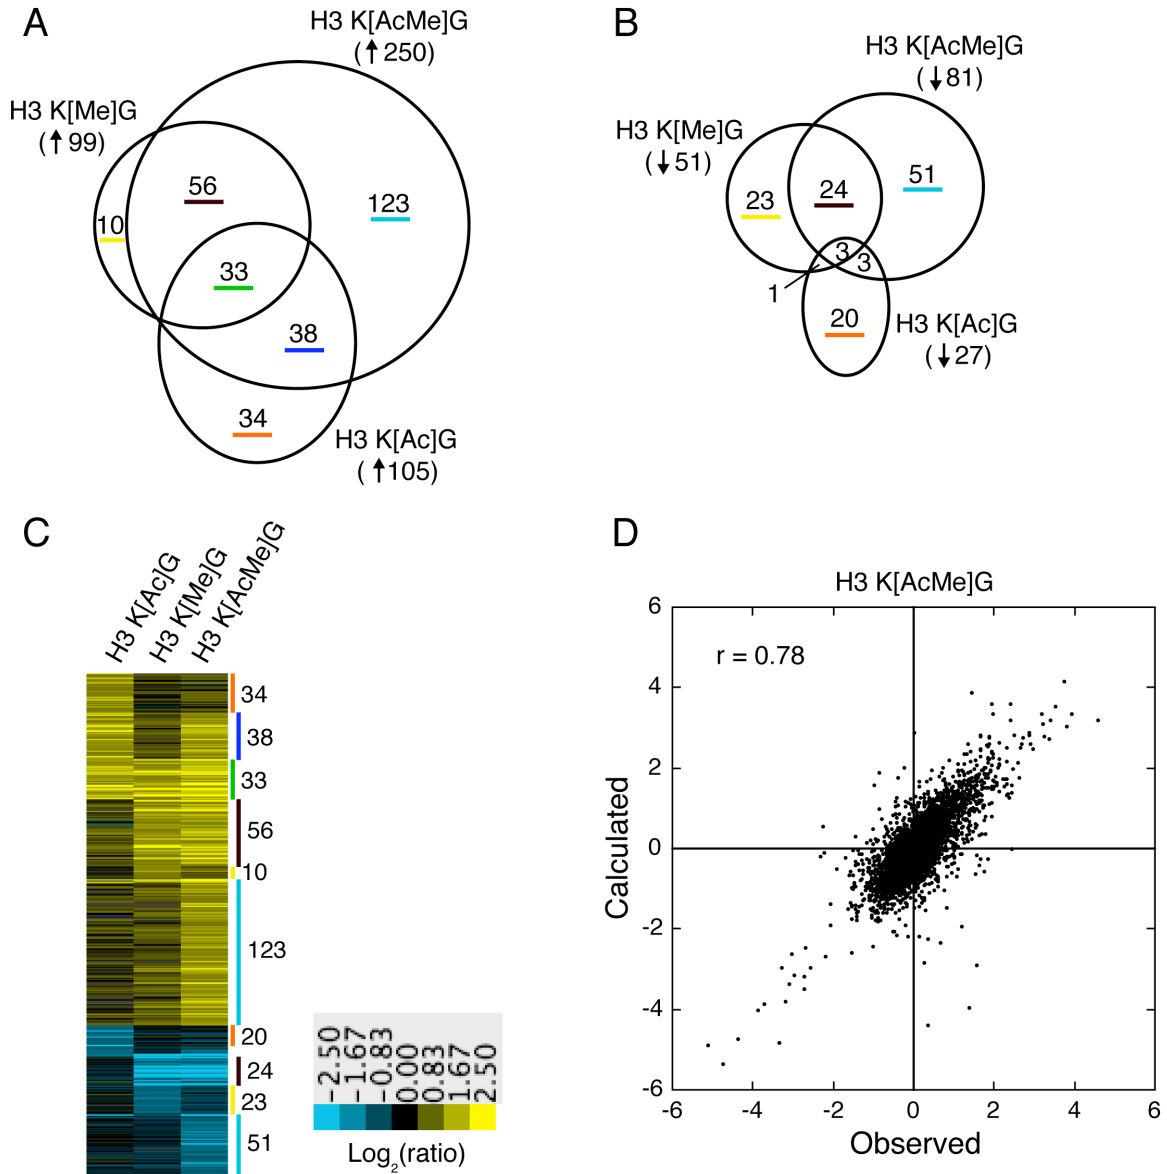 A
H3 K[AcMe]G
(↑250)
H3 K[Me]G
(↑99)
56
123
10
33
38
34
H3 K[Ac]G
(↑105)
B
H3 K[AcMe]G
(↓81)
H3 K[Me]G
(↓51)
51
23
24
3
3
1
20
H3 K[Ac]G
(↓27)
C
H3 K[Ac]G
H3 K[Me]G
H3 K[AcMe]G
34
38
33
56
10
123
20
24
23
51
-2.50
-1.67
-0.83
0.00
0.83
1.67
2.50
Log2(ratio)
D
H3 K[AcMe]G
r = 0.78
6
4
2
0
-2
-4
-6
Calculated
-6
-4
-2
0
2
4
6
Observed